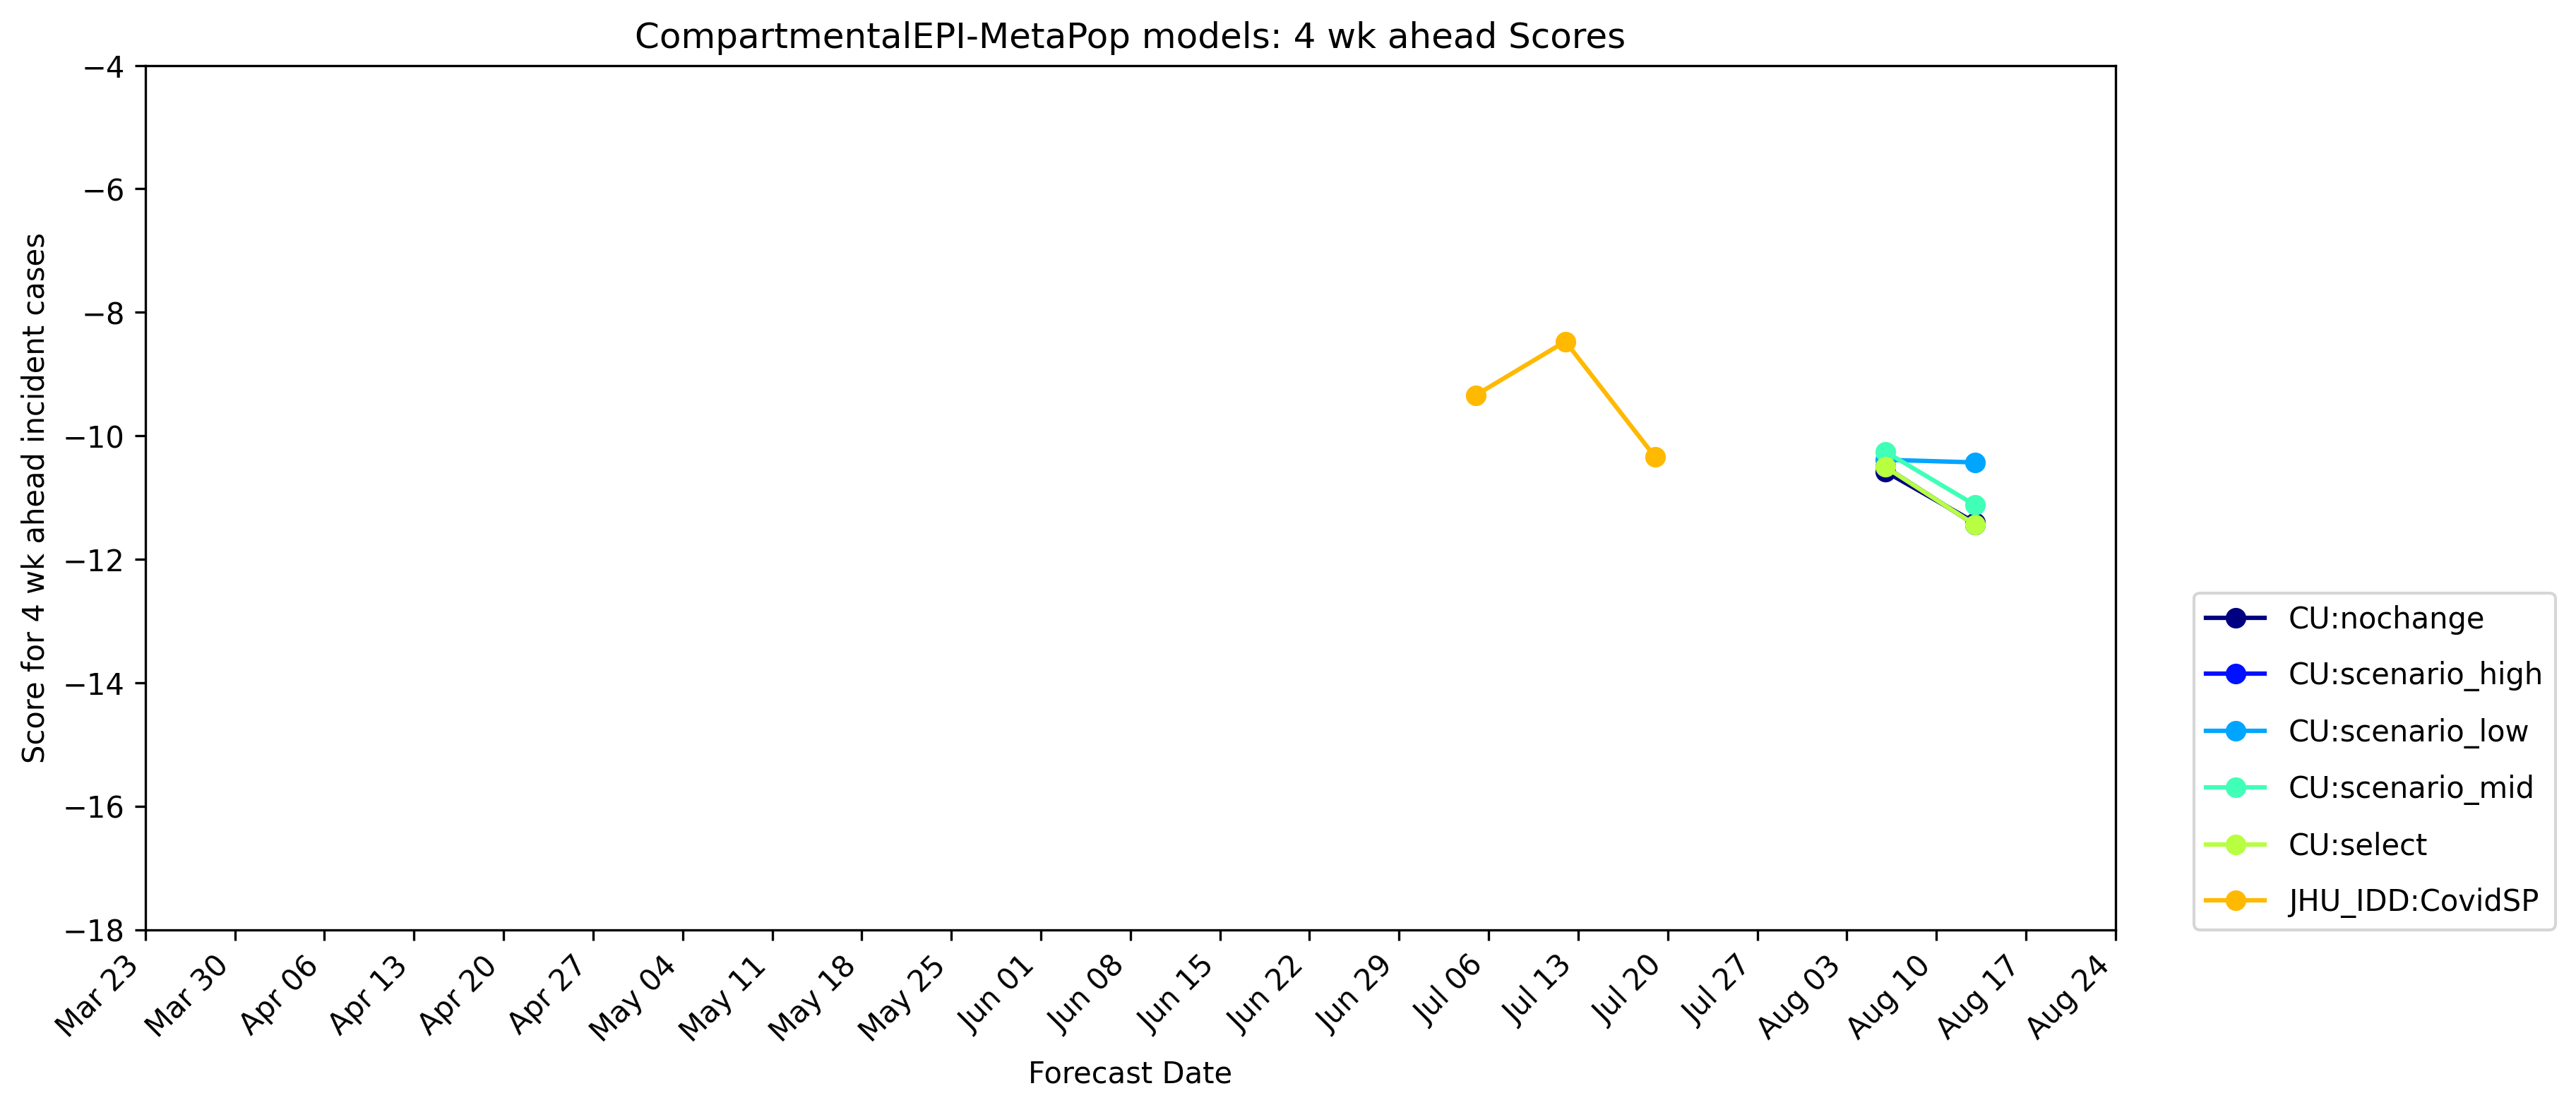 CompartmentalEPI-MetaPop models: 4 wk ahead Scores
Score for 4 wk ahead incident cases
−4
−6
−8
−10
−12
−14
−16
−18
Mar 23
Mar 30
Apr 06
Apr 13
Apr 20
Apr 27
May 04
May 11
May 18
May 25
Jun 01
Jun 08
Jun 15
Jun 22
Jun 29
Jul 06
Jul 13
Jul 20
Jul 27
Aug 03
Aug 10
Aug 17
Aug 24
Forecast Date
CU:nochange
CU:scenario_high
CU:scenario_low
CU:scenario_mid
CU:select
JHU_IDD:CovidSP